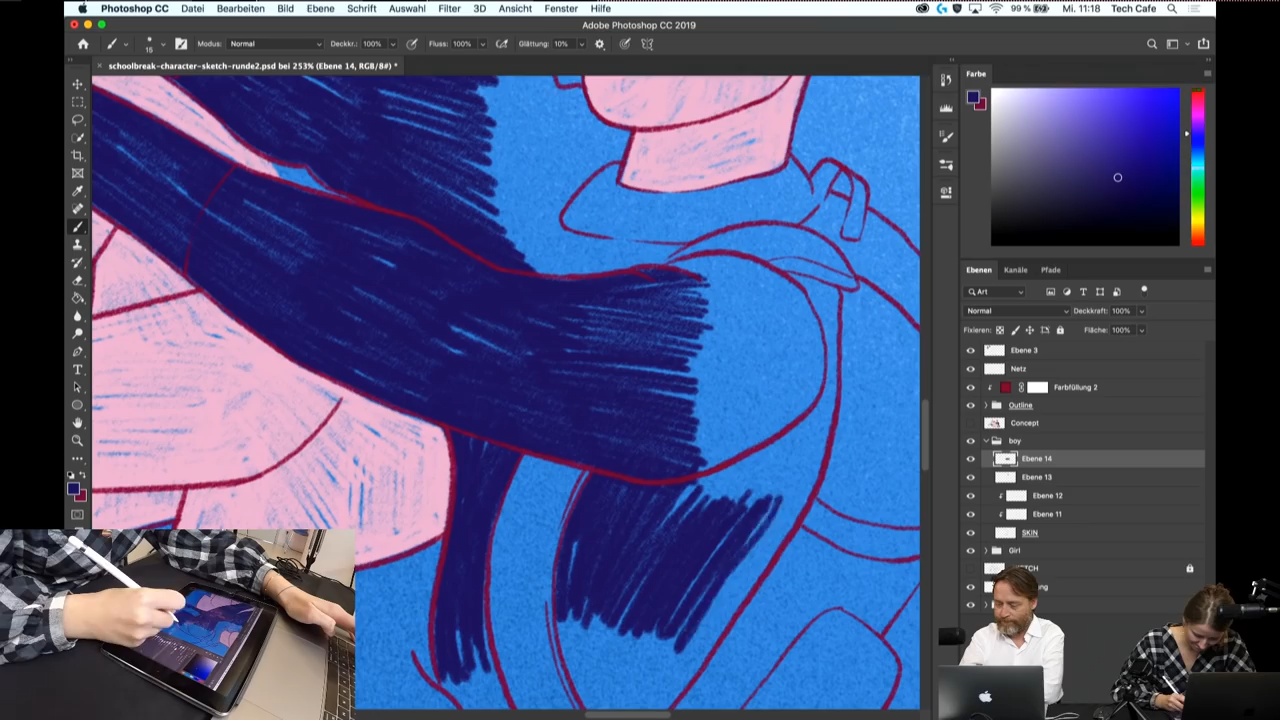 Photoshop CC Datei Bearbeiten Bild Ebene Schrift Auswahl Filter 3D Ansicht Fenster Hilfe 99 % Mi. 11:18 Tech Cafe
Adobe Photoshop CC 2019
16 Modus: Normal Deckkr.: 100% Fluss: 100% Glättung: 10%
schoolbreak-character-sketch-runde2.psd bei 253% (Ebene 14, RGB/8#) *
Farbe
Ebenen Kanäle Pfade
Art
Normal Deckkraft: 100%
Fixieren: Fläche: 100%
Ebene 3
Netz
Farbfüllung 2
Outline
Concept
boy
Ebene 14
Ebene 13
Ebene 12
Ebene 11
SKIN
Girl